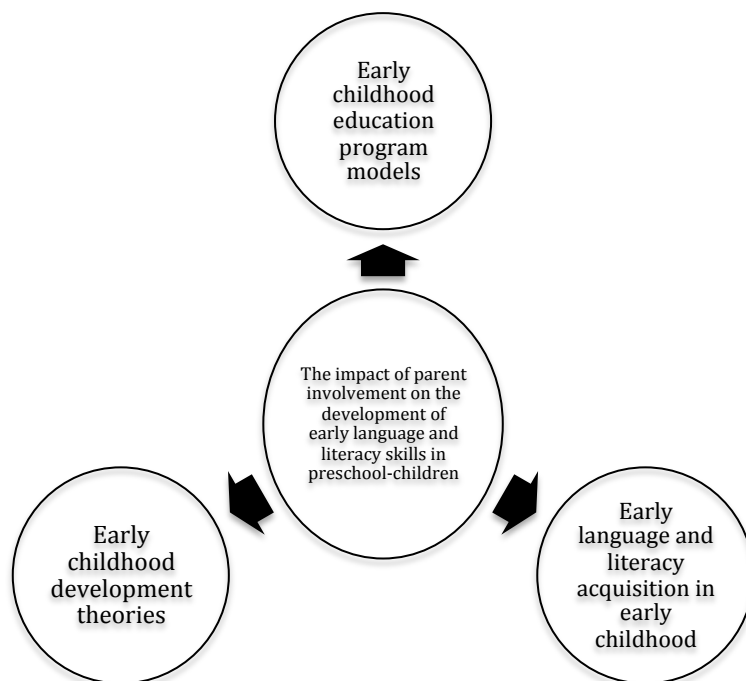 Early
childhood
education
program
models
The impact of parent
involvement on the
development of
early language and
literacy skills in
preschool-children
Early
childhood
development
theories
Early
language and
literacy
acquisition in
early
childhood